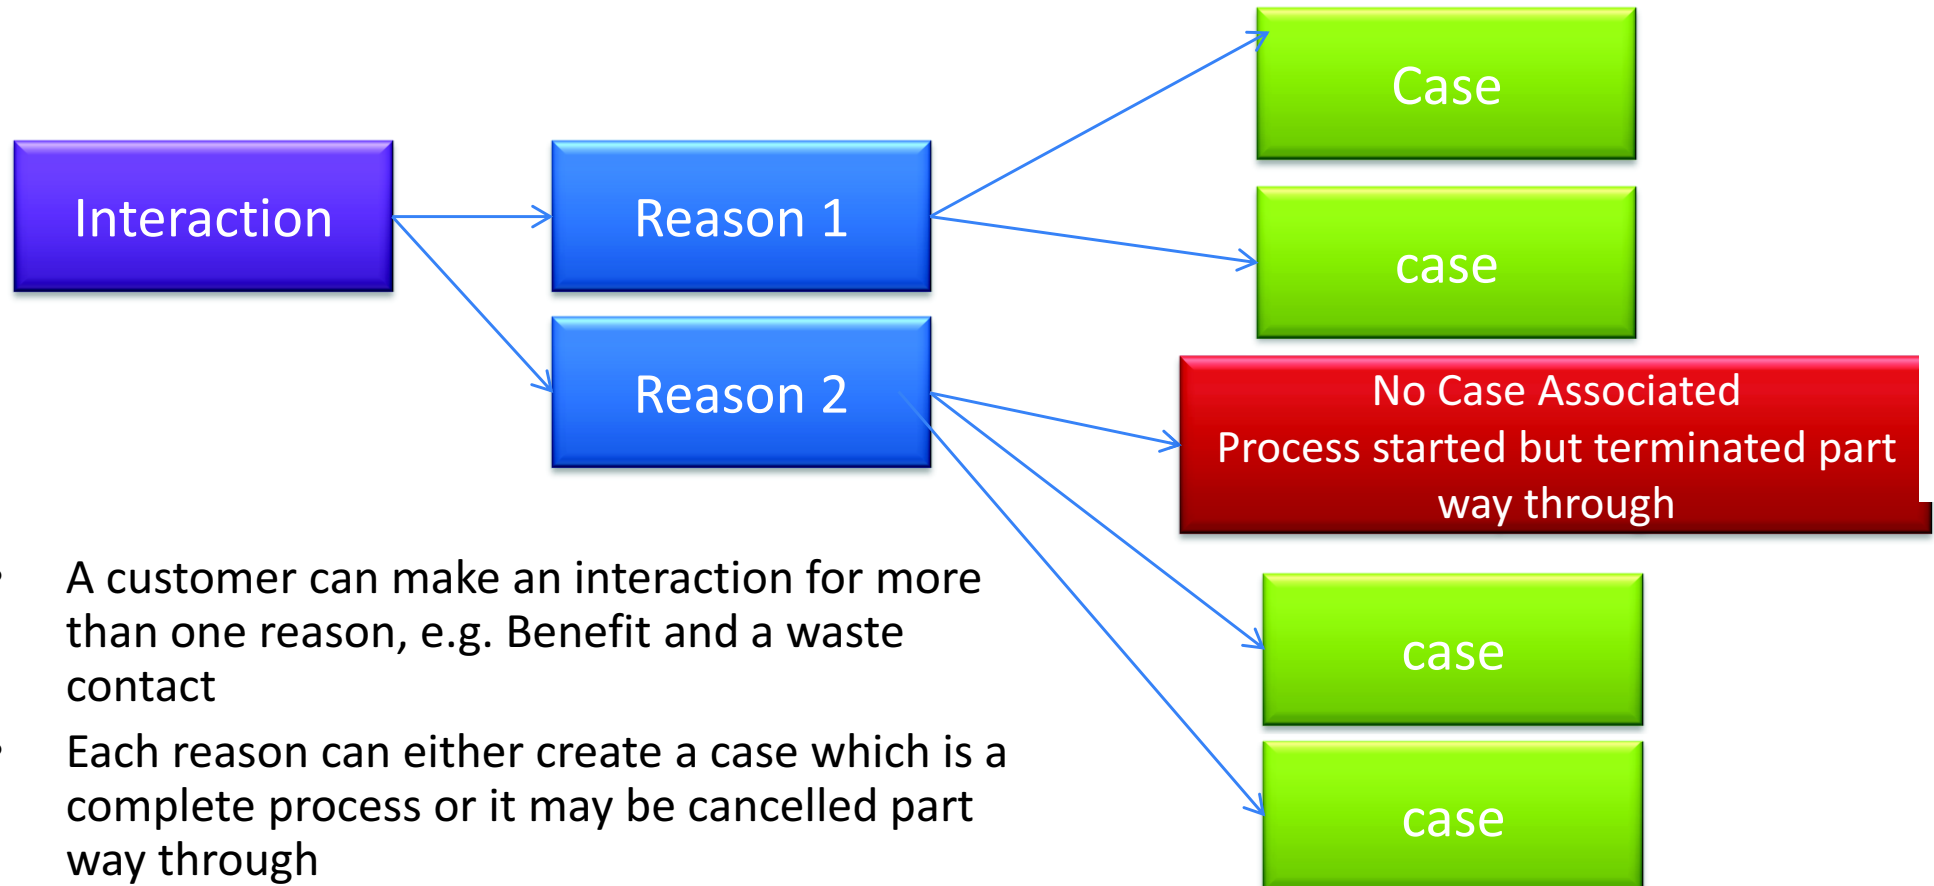 Case
Interaction
Reason 1
case
Reason 2
No Case Associated
Process started but terminated part
way through
• A customer can make an interaction for more
than one reason, e.g. Benefit and a waste
contact
• Each reason can either create a case which is a
complete process or it may be cancelled part
way through
case
case